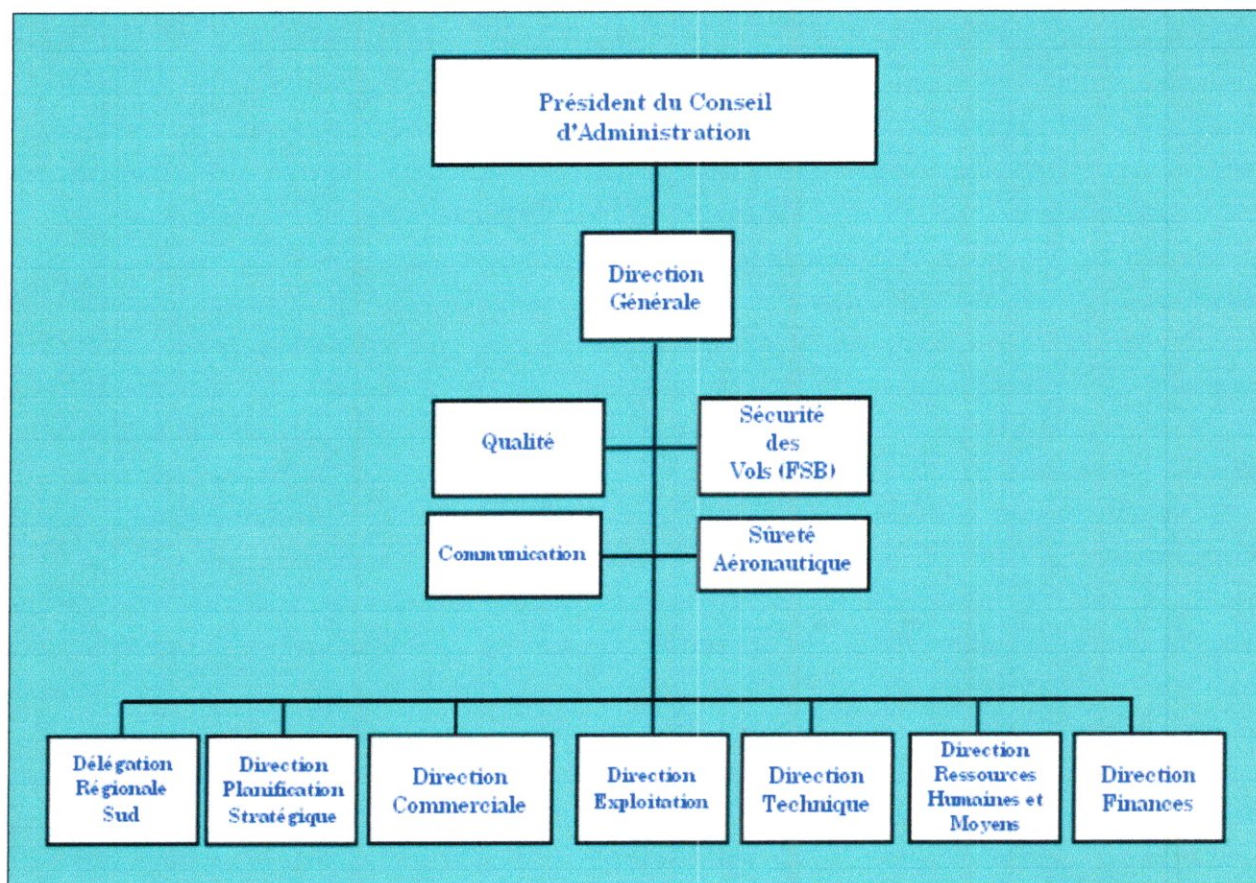 Président du Conseil
d'Administration
Direction
Générale
Qualité
Sécurité
des
Vols (FSB)
Communication
Sûreté
Aéronautique
Délégation
Régionale
Sud
Direction
Planification
Stratégique
Direction
Commerciale
Direction
Exploitation
Direction
Technique
Direction
Ressources
Humaines et
Moyens
Direction
Finances